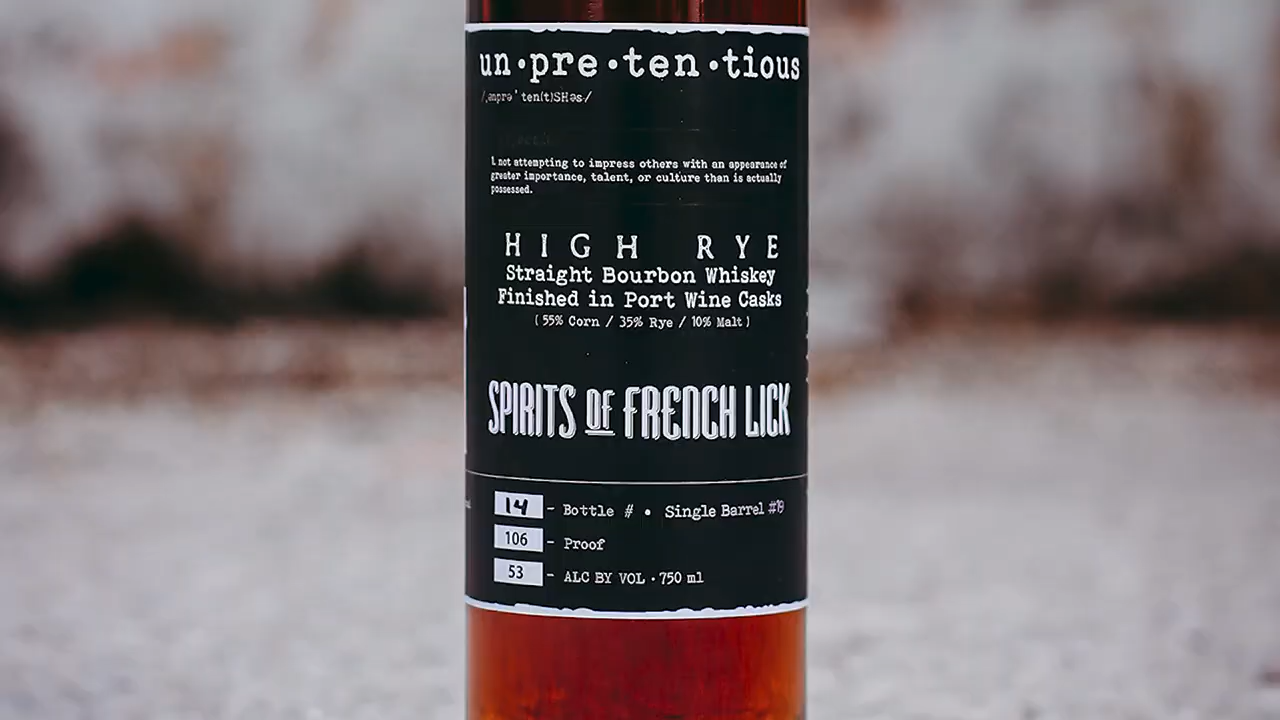 un•pre•ten•tious
/ˌənprəˈten(t)SHəs/
1. not attempting to impress others with an appearance of
greater importance, talent, or culture than is actually
possessed.
HIGH RYE
Straight Bourbon Whiskey
Finished in Port Wine Casks
( 55% Corn / 35% Rye / 10% Malt )
SPIRITS OF FRENCH LICK
14 - Bottle # • Single Barrel #19
106 - Proof
53 - ALC BY VOL • 750 ml